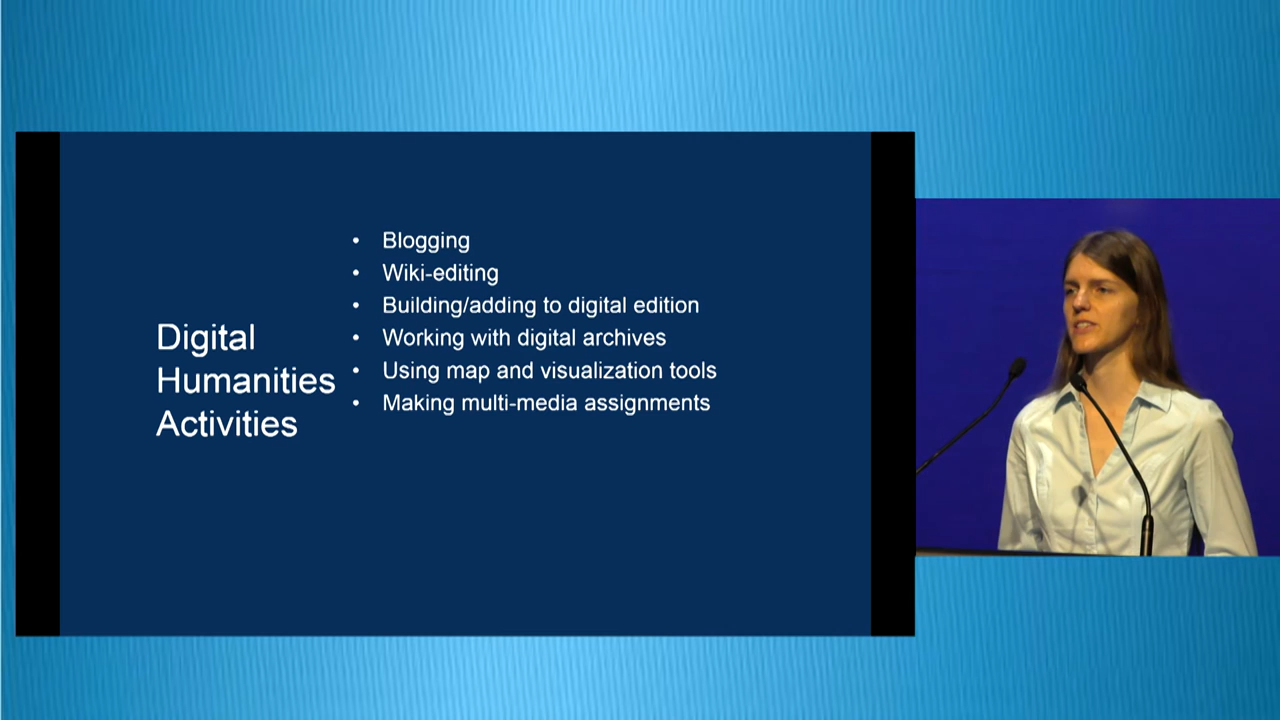 Digital
Humanities
Activities
• Blogging
• Wiki-editing
• Building/adding to digital edition
• Working with digital archives
• Using map and visualization tools
• Making multi-media assignments